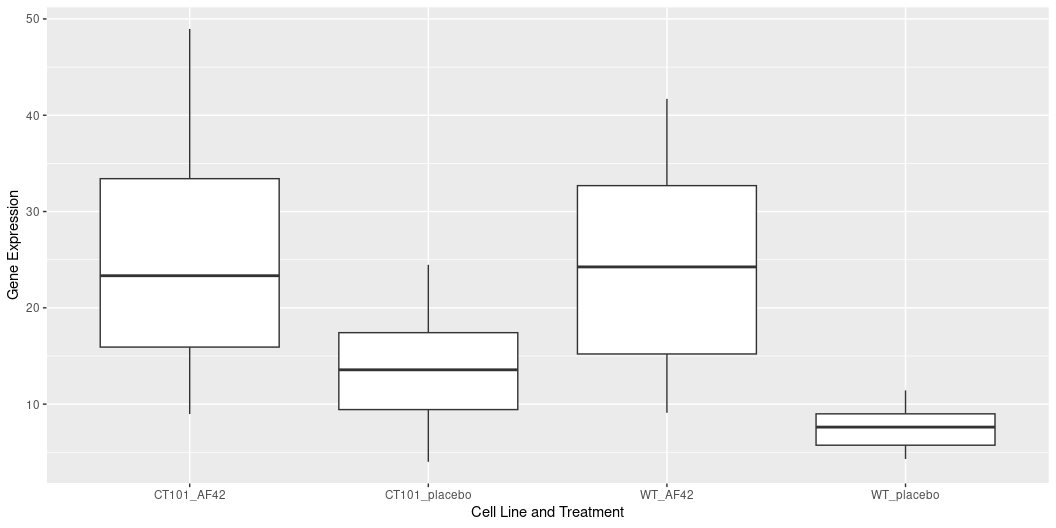 Gene Expression
50
40
30
20
10
CT101_AF42
CT101_placebo
WT_AF42
WT_placebo
Cell Line and Treatment